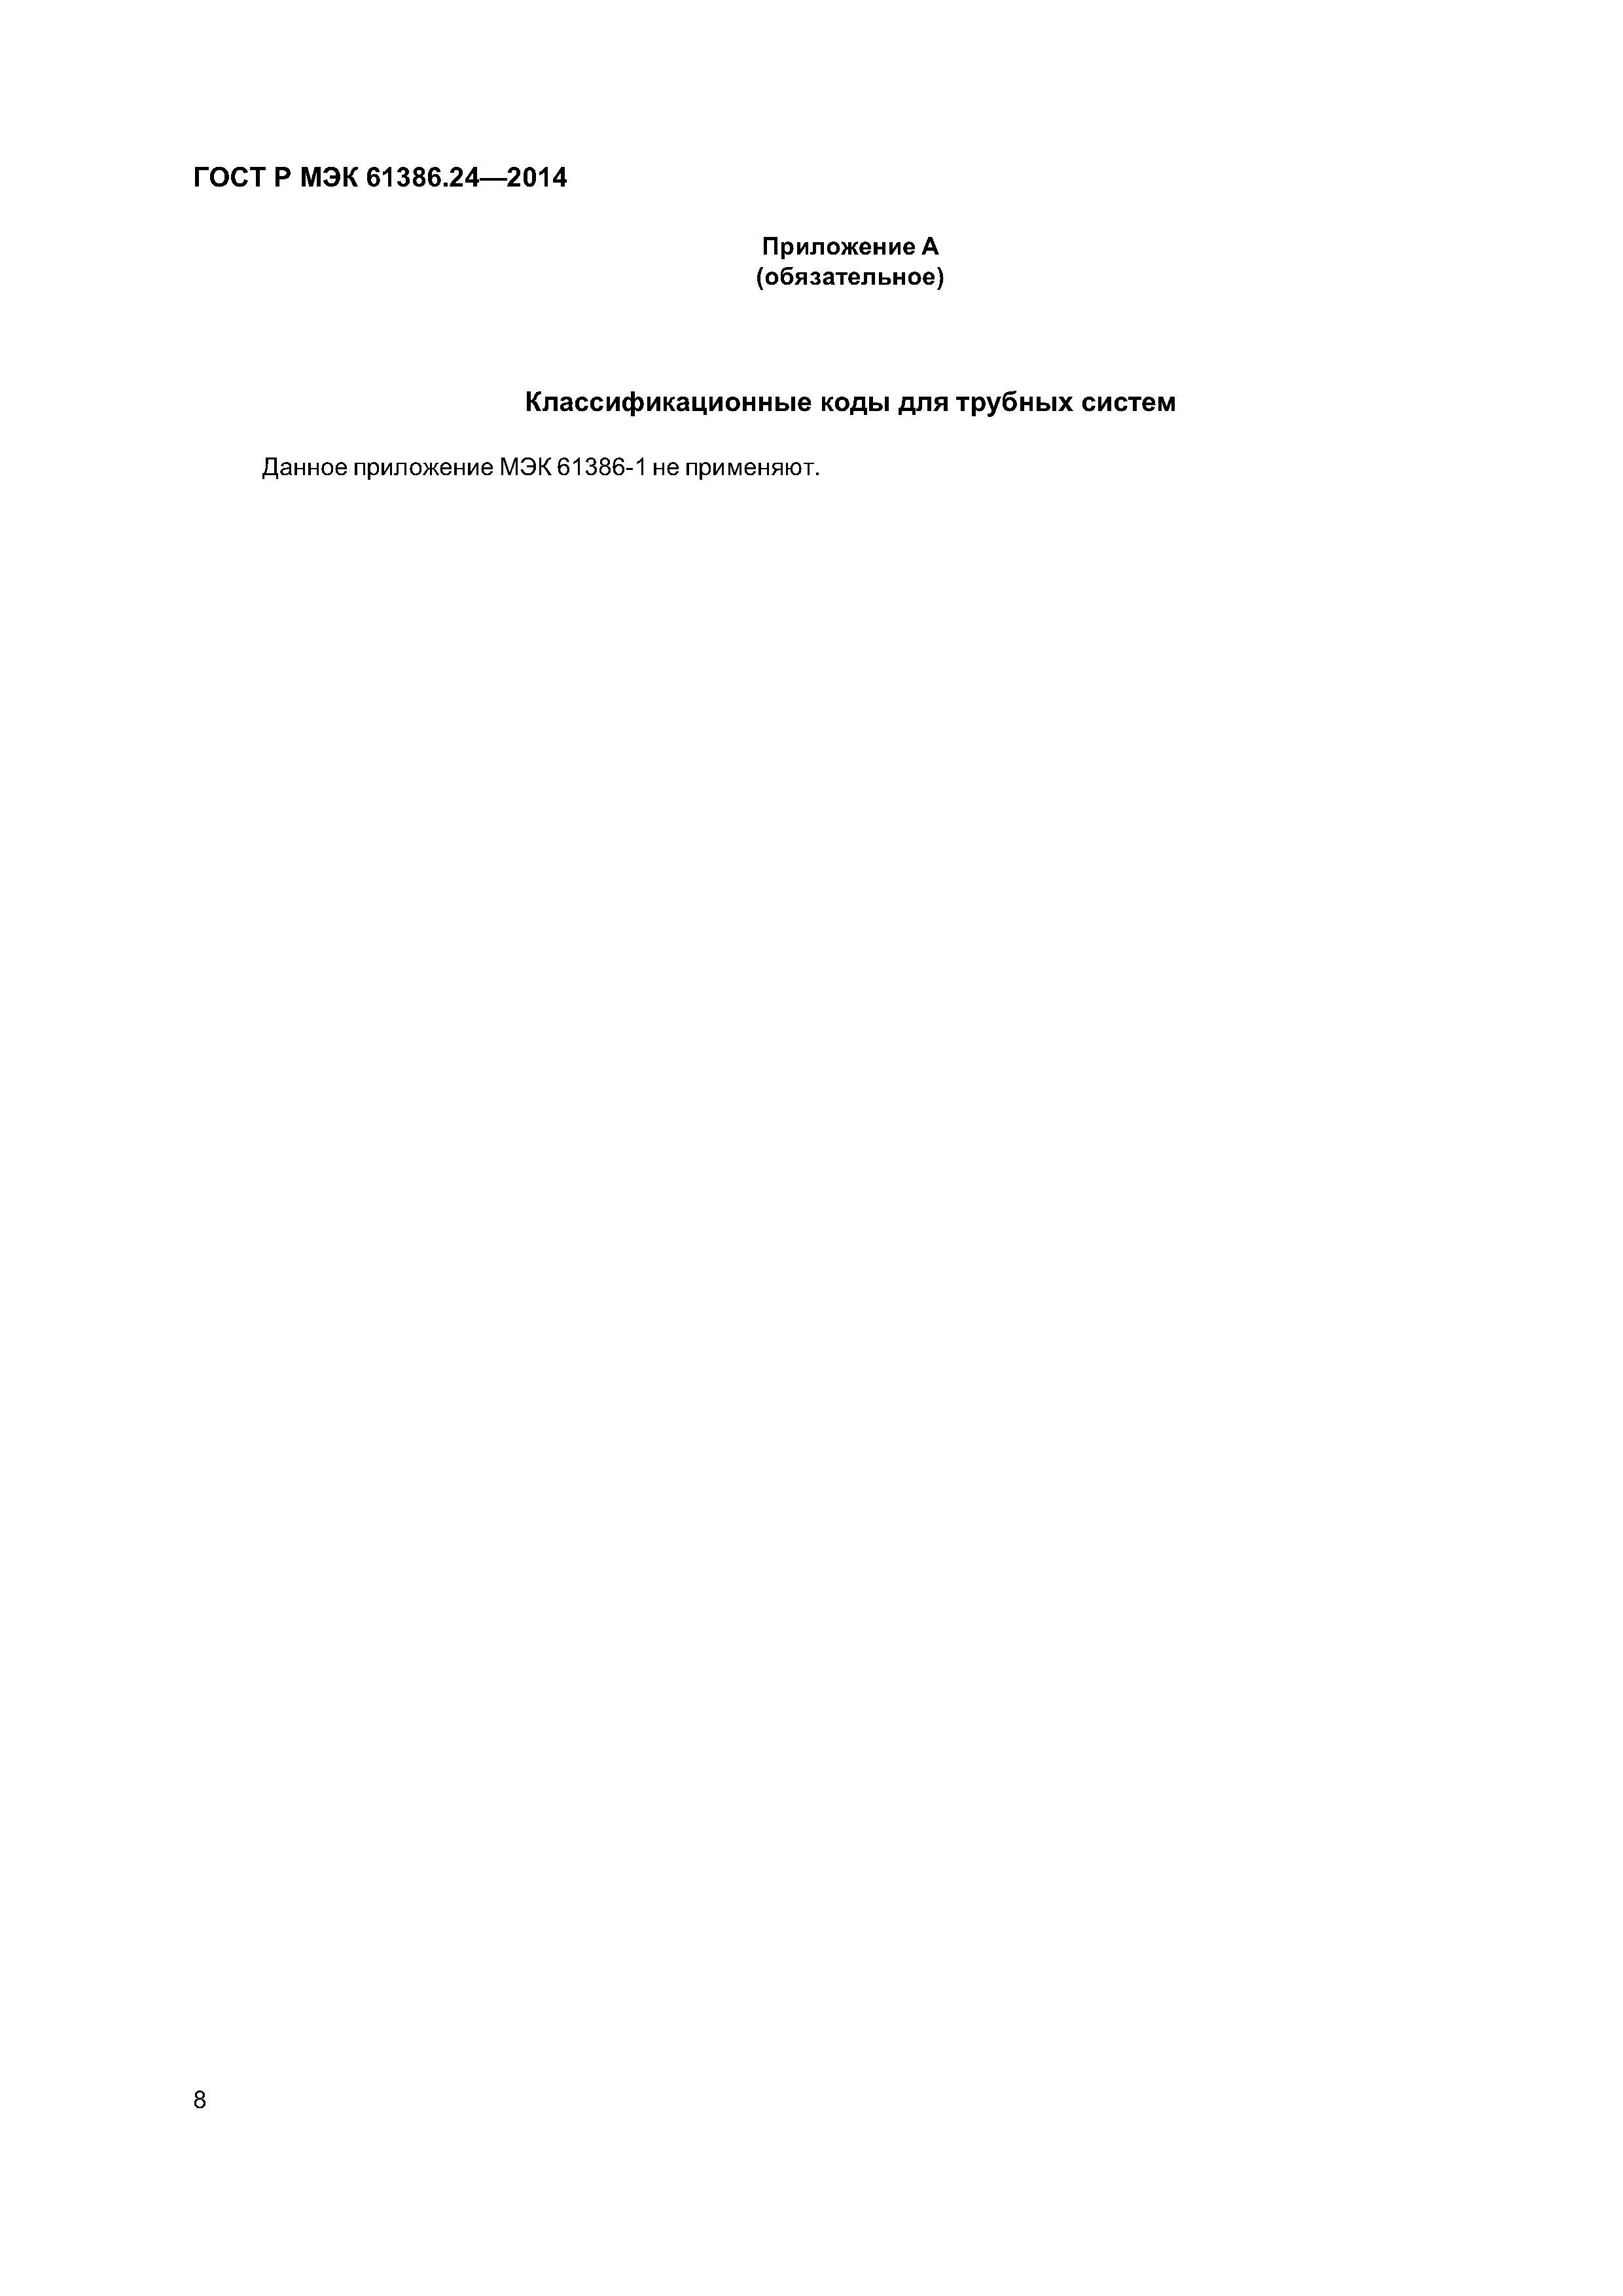 ГОСТ Р МЭК 61386.24—2014
Приложение А
(обязательное)
Классификационные коды для трубных систем
Данное приложение МЭК 61386-1 не применяют.
8